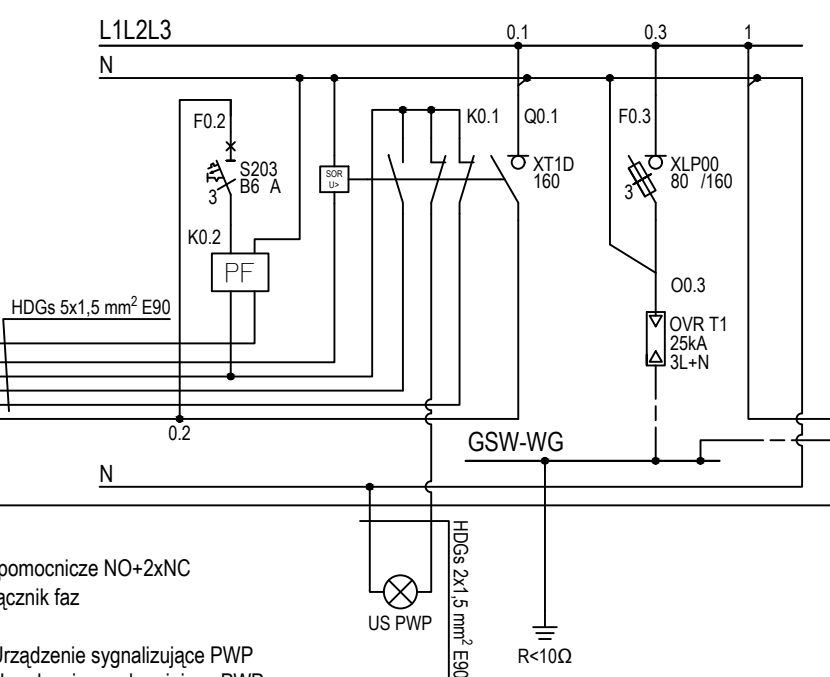 L1L2L3
0.1
0.3
1
N
F0.2
K0.1
Q0.1
F0.3
S203
B6 A
3
SOR
U>
XT1D
160
3
XLP00
80 /160
K0.2
PF
HDGs 5x1,5 mm² E90
O0.3
OVR T1
25kA
3L+N
0.2
GSW-WG
N
HDGs 2x1,5 mm² E90
pomocnicze NO+2xNC
ącznik faz
US PWP
R<10Ω
Urządzenie sygnalizujące PWP